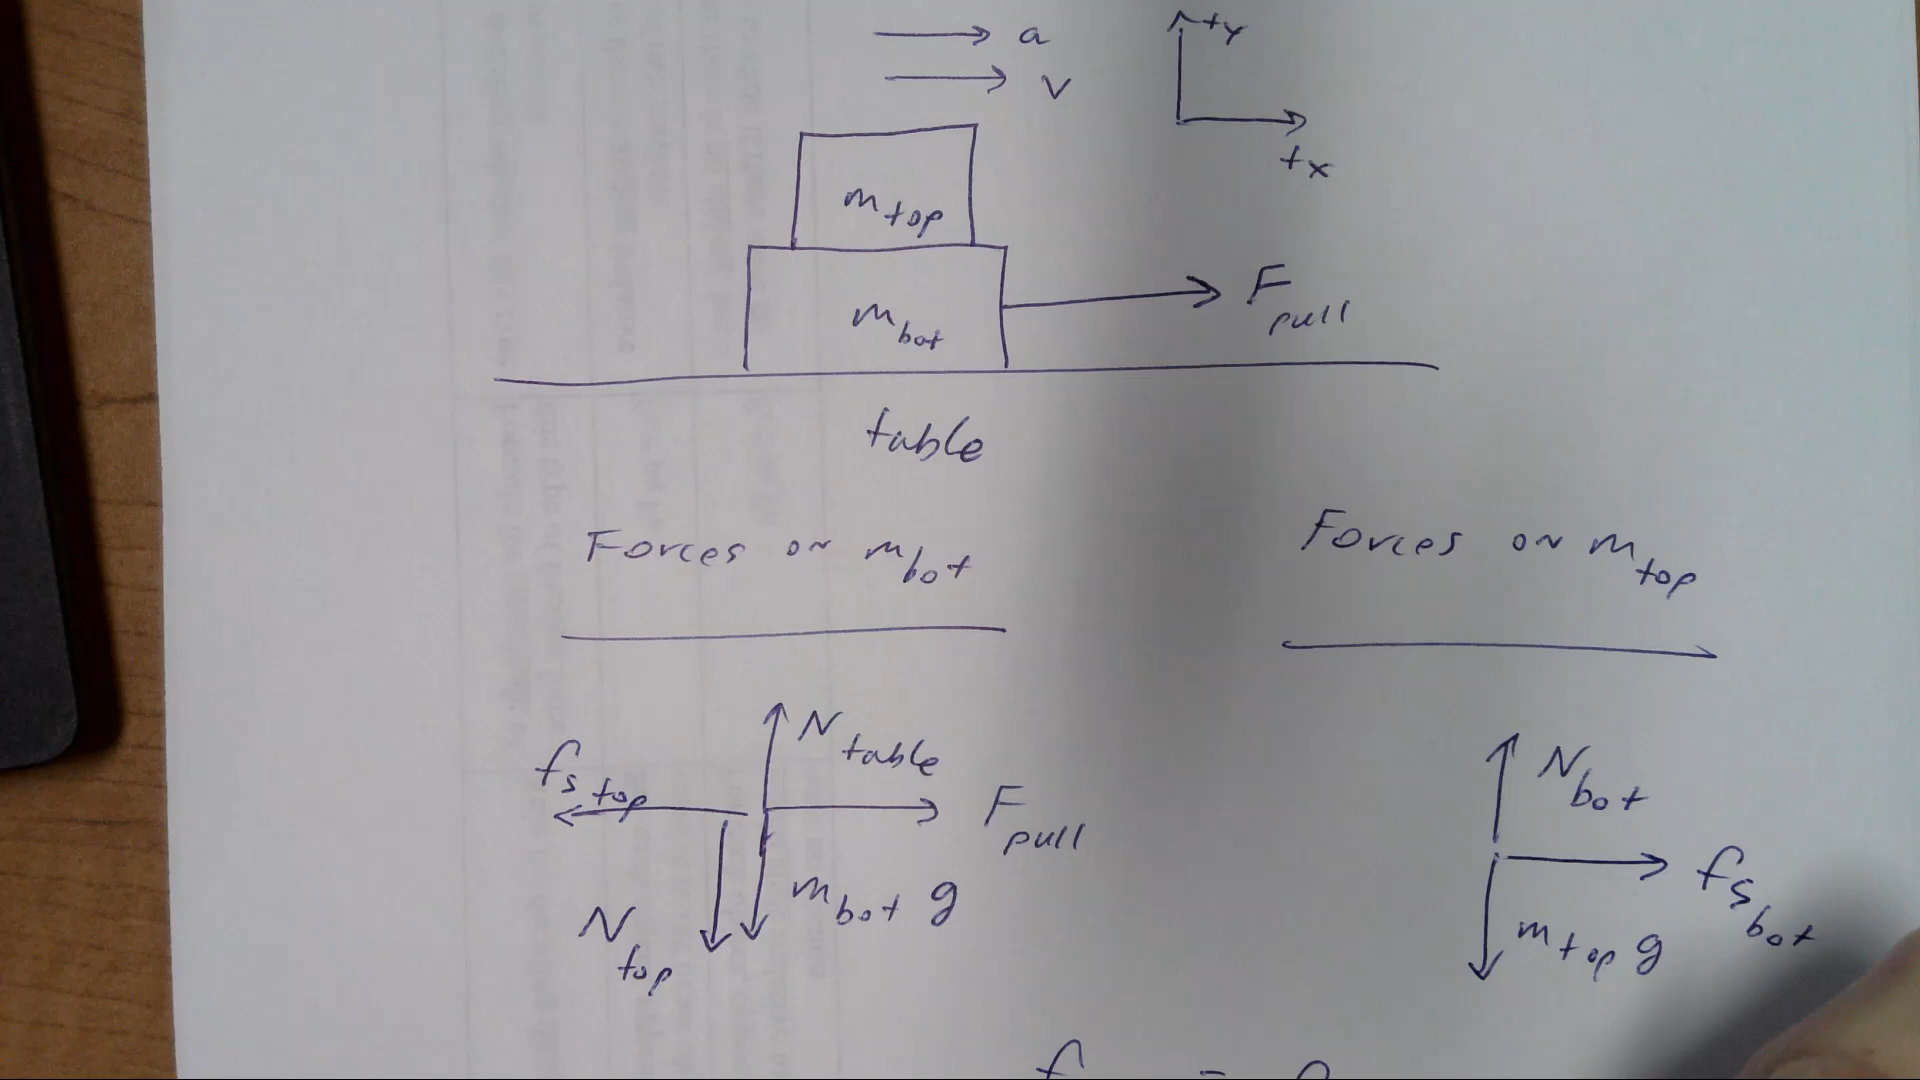 a
+y
v
+x
m top
F pull
m bot
table
Forces on m bot
Forces on m top
N table
f s top
F pull
m bot g
N top
N bot
f s bot
m top g
f =